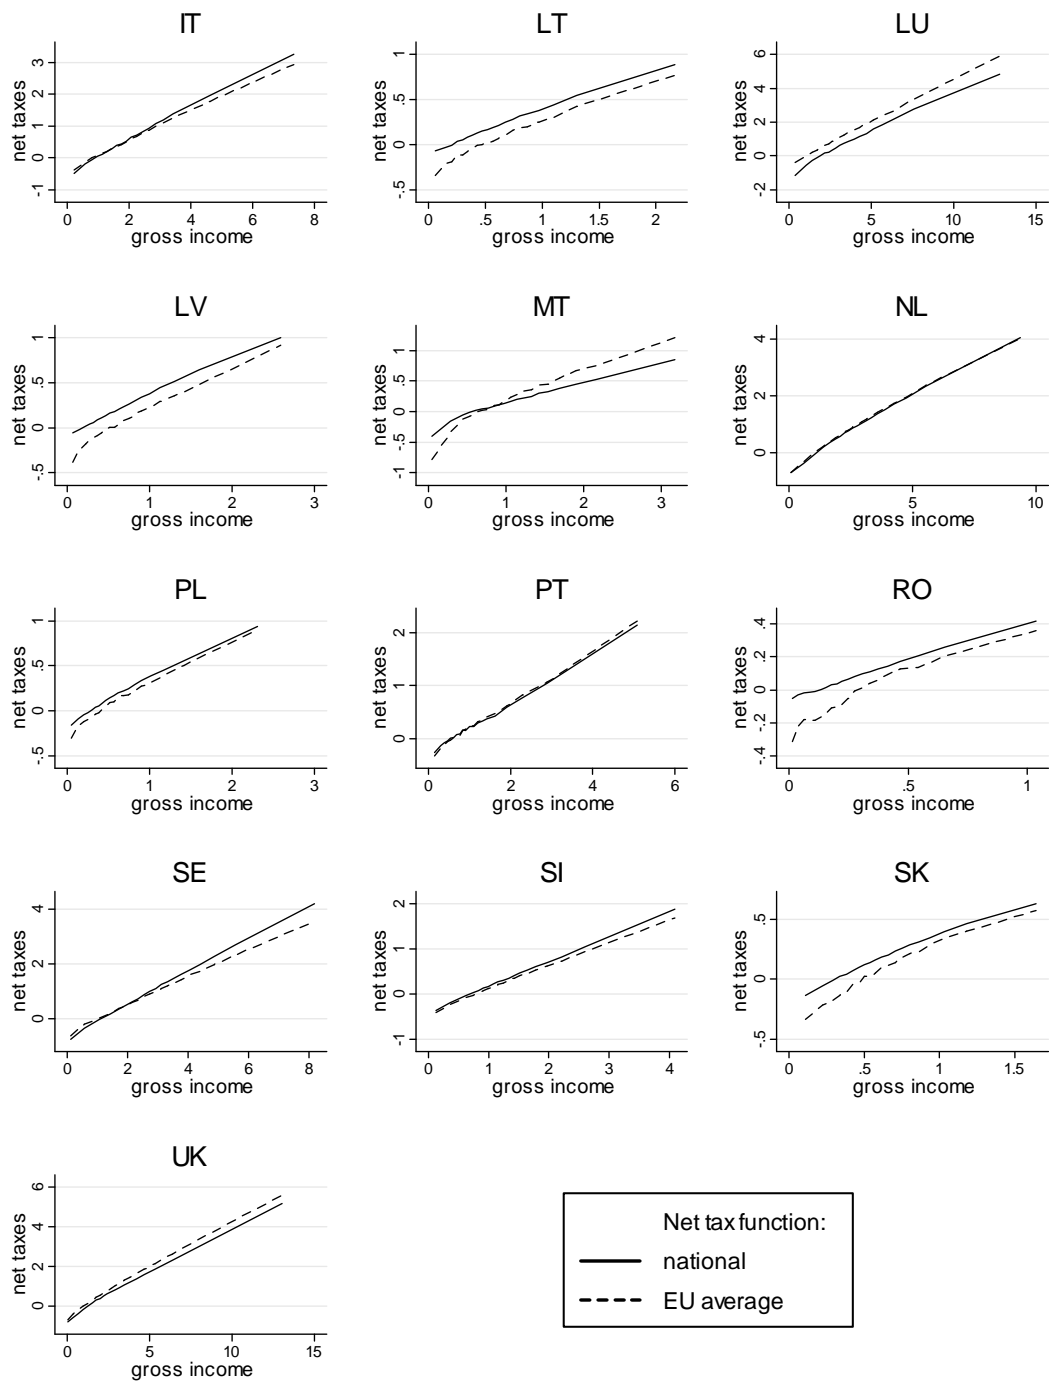 IT
LT
LU
net taxes
-1 0 1 2 3
0 2 4 6 8
gross income
net taxes
-.5 0 .5 1
0 .5 1 1.5 2
gross income
net taxes
-2 0 2 4 6
0 5 10 15
gross income
LV
MT
NL
net taxes
-.5 0 .5 1
0 1 2 3
gross income
net taxes
-1 -.5 0 .5 1
0 1 2 3
gross income
net taxes
0 2 4
0 5 10
gross income
PL
PT
RO
net taxes
-.5 0 .5 1
0 1 2 3
gross income
net taxes
0 1 2
0 2 4 6
gross income
net taxes
-.4 -.2 0 .2 .4
0 .5 1
gross income
SE
SI
SK
net taxes
0 2 4
0 2 4 6 8
gross income
net taxes
-1 0 1 2
0 1 2 3 4
gross income
net taxes
-.5 0 .5
0 .5 1 1.5
gross income
UK
net taxes
0 2 4 6
0 5 10 15
gross income
Net tax function:
national
EU average